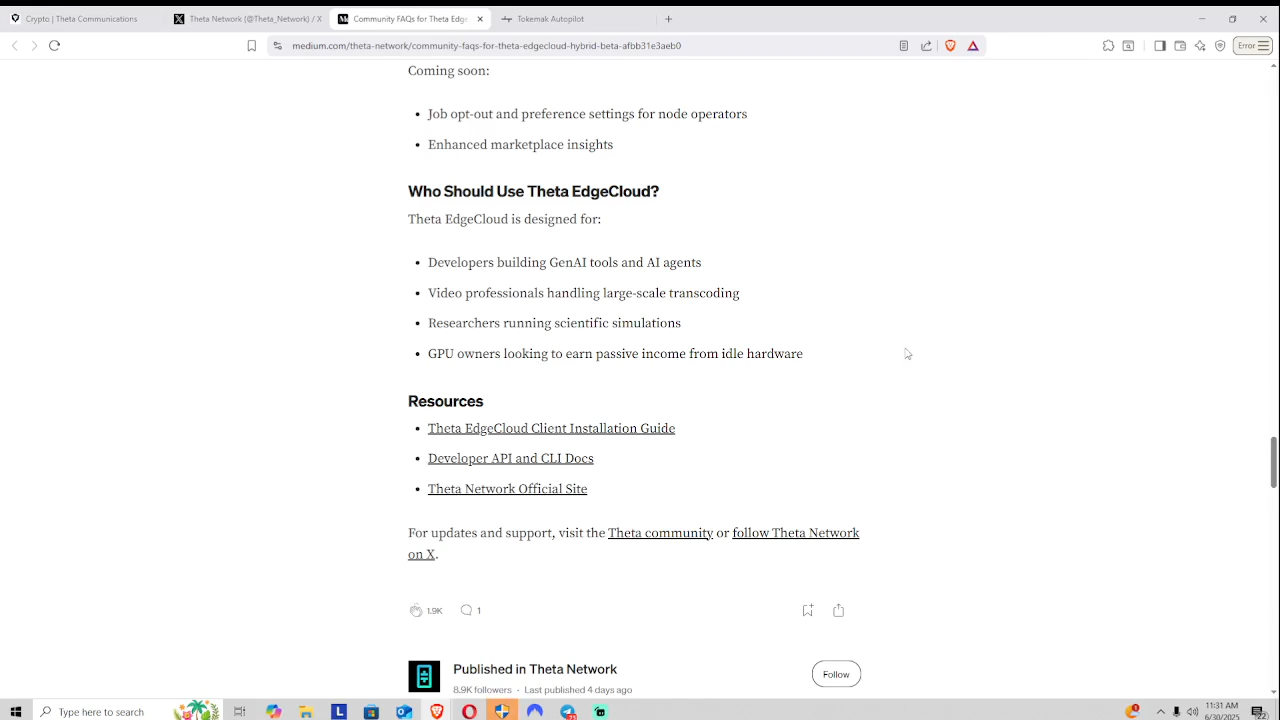 Crypto | Theta Communications
Theta Network (@Theta_Network) / X
Community FAQs for Theta Edge
Tokemak Autopilot
medium.com/theta-network/community-faqs-for-theta-edgecloud-hybrid-beta-afbb31e3aeb0
Error
Coming soon:
• Job opt-out and preference settings for node operators
• Enhanced marketplace insights
Who Should Use Theta EdgeCloud?
Theta EdgeCloud is designed for:
• Developers building GenAI tools and AI agents
• Video professionals handling large-scale transcoding
• Researchers running scientific simulations
• GPU owners looking to earn passive income from idle hardware
Resources
• Theta EdgeCloud Client Installation Guide
• Developer API and CLI Docs
• Theta Network Official Site
For updates and support, visit the Theta community or follow Theta Network
on X.
1.9K
1
Published in Theta Network
Follow
8.9K followers · Last published 4 days ago
Type here to search
11:31 AM
6/30/2025